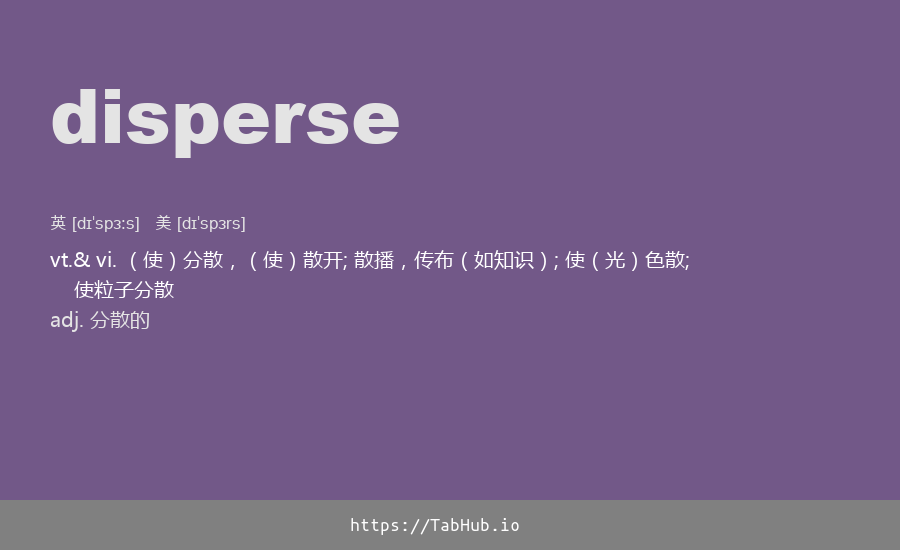 disperse
英 [dɪˈspɜːs] 美 [dɪˈspɜrs]
vt.& vi. （使）分散，（使）散开; 散播，传布（如知识）; 使（光）色散;
使粒子分散
adj. 分散的
https://TabHub.io